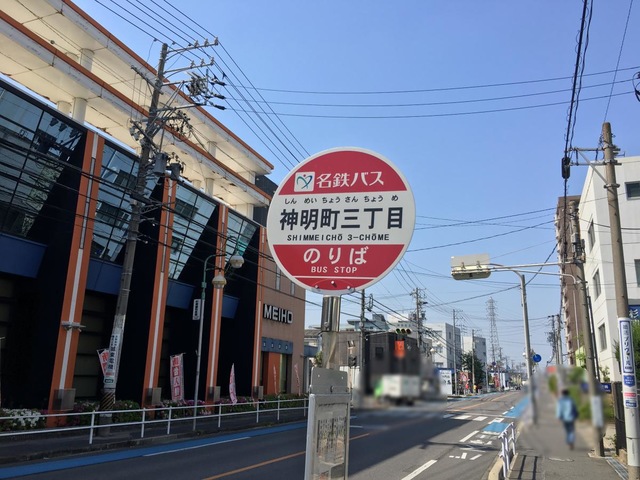 名鉄バス
しん めい ちょう さん ちょう め
神明町三丁目
SHIMMEICHŌ 3-CHŌME
のりば
BUS STOP
MEIHO